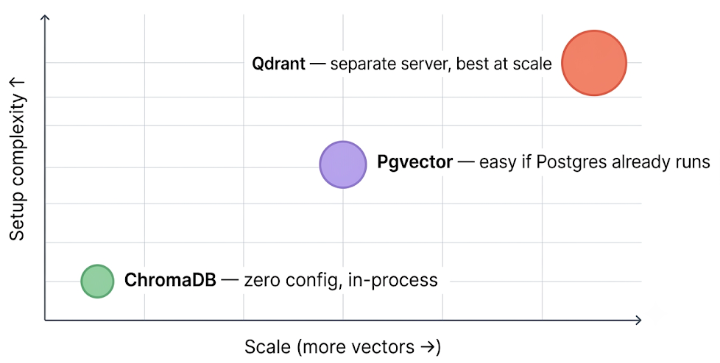 Qdrant — separate server, best at scale
Setup complexity ↑
Pgvector — easy if Postgres already runs
ChromaDB — zero config, in-process
Scale (more vectors →)